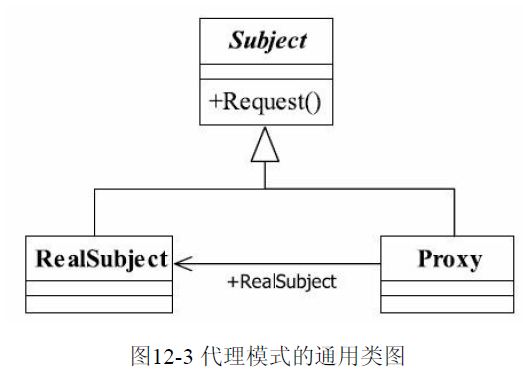 Subject
+Request()
RealSubject
Proxy
+RealSubject
图12-3 代理模式的通用类图